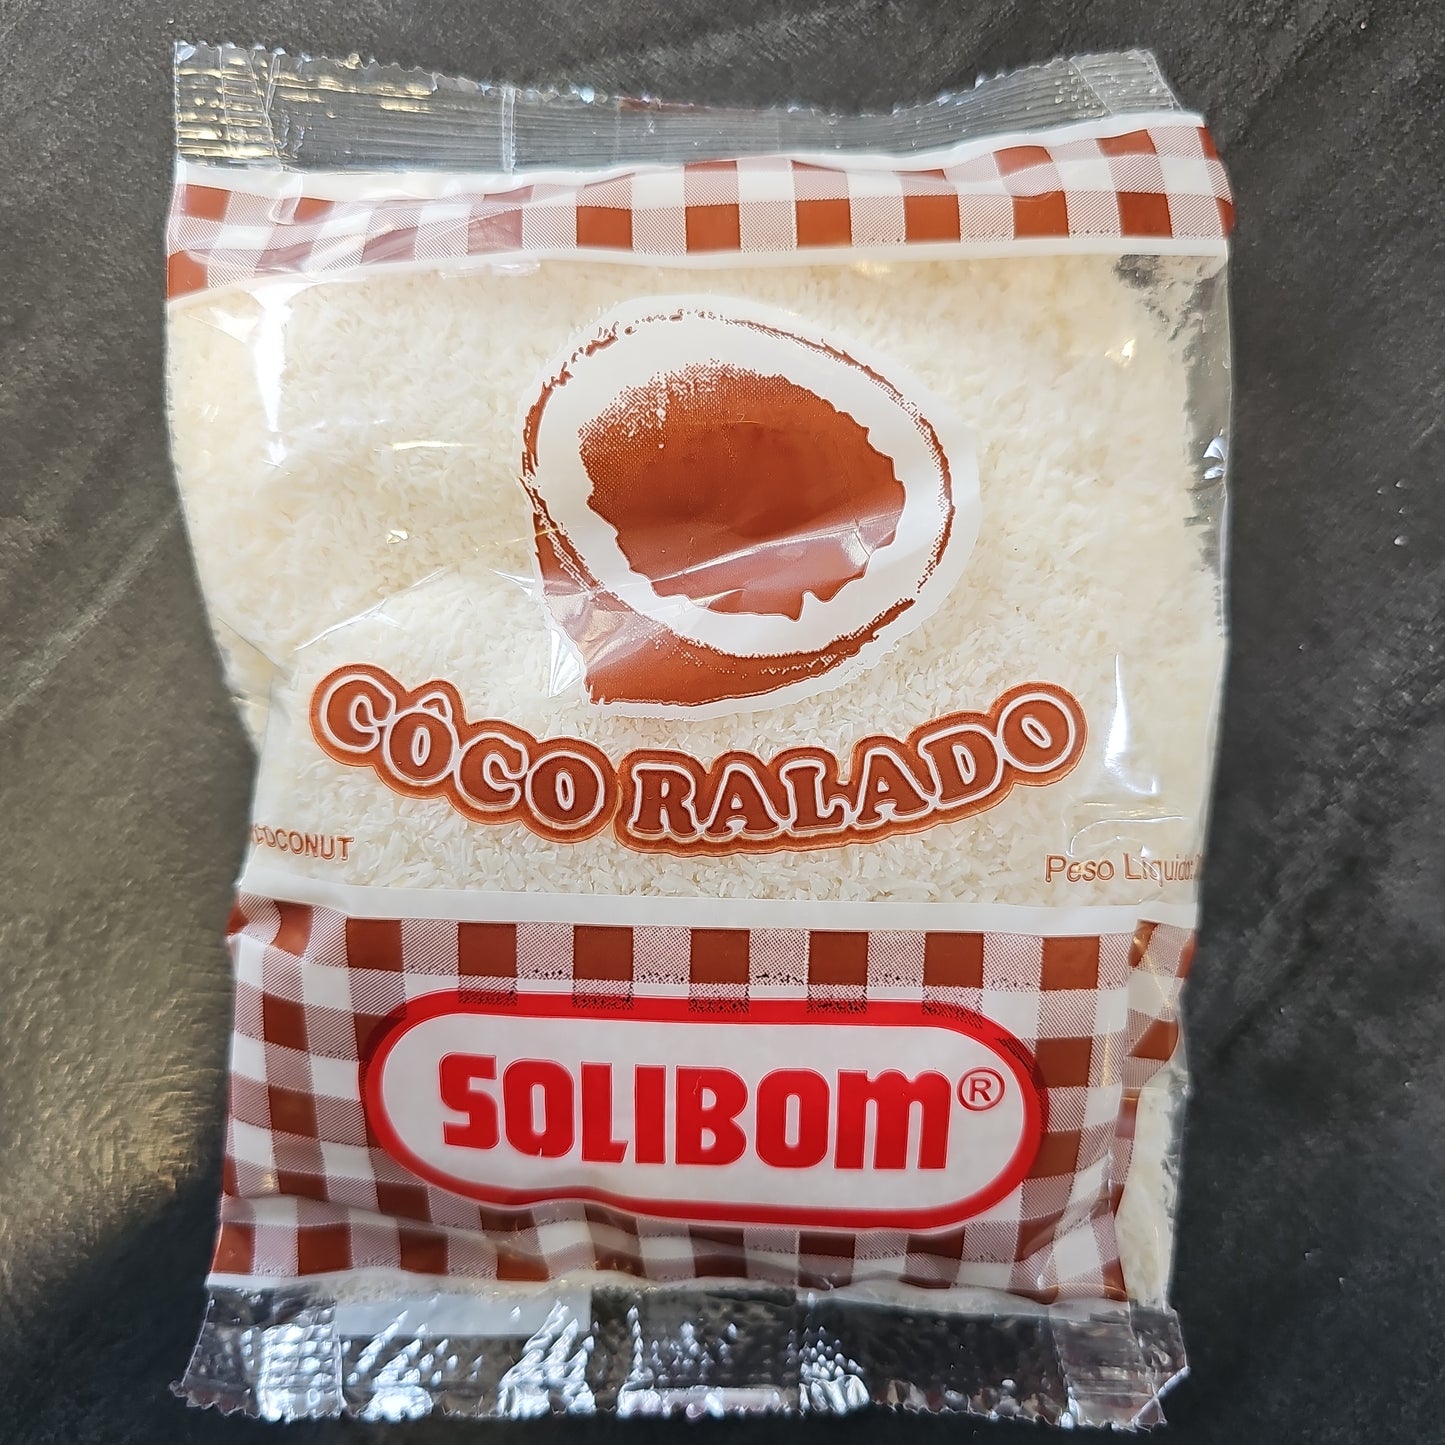 CÔCO RALADO
COCONUT
Peso Líquido:
SOLIBOM®